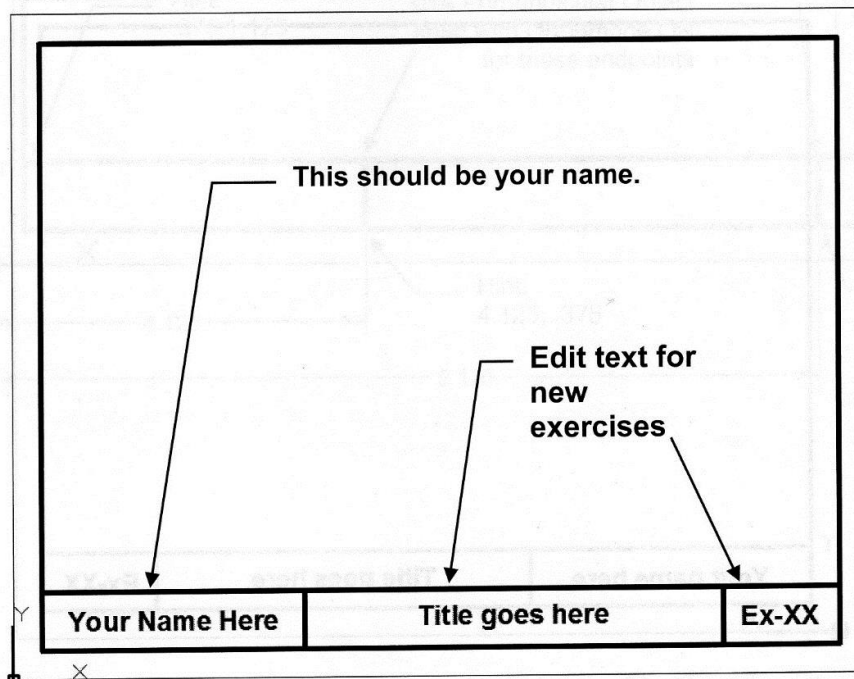 This should be your name.
Edit text for
new
exercises
Your Name Here
Title goes here
Ex-XX
Y
X